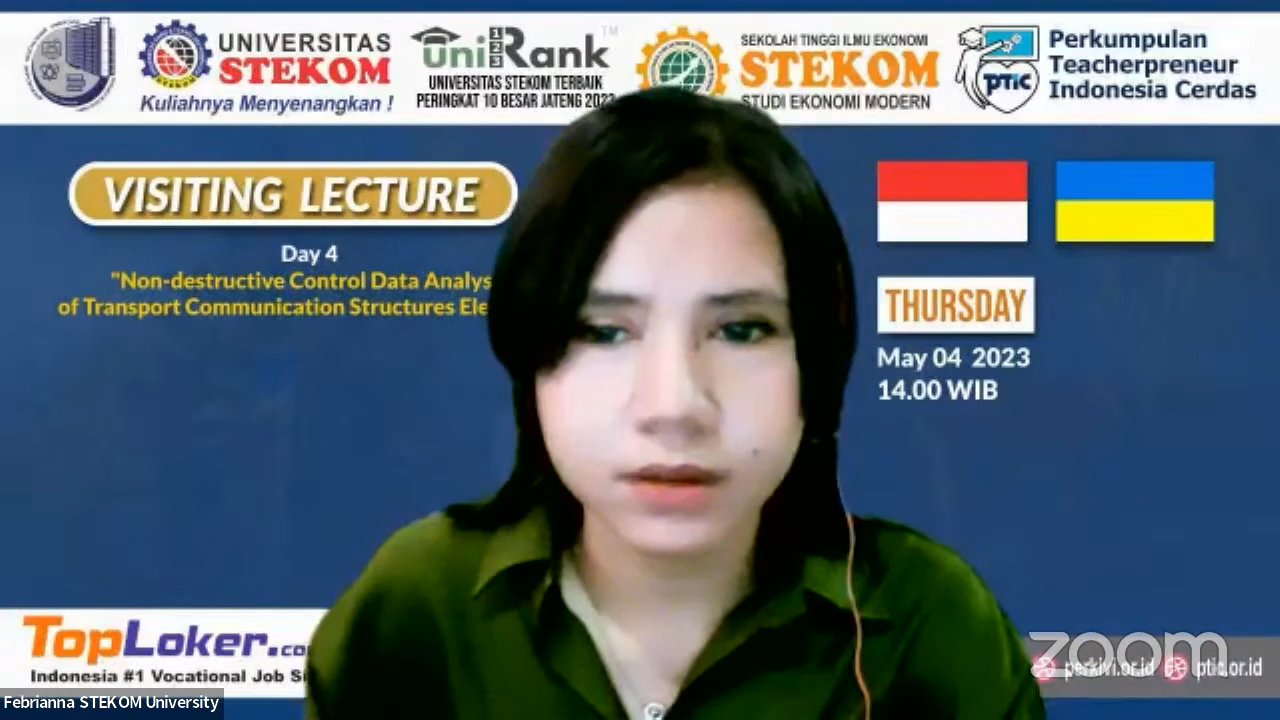 UNIVERSITAS
STEKOM
Kuliahnya Menyenangkan !
UniRank
TM
UNIVERSITAS STEKOM TERBAIK
PERINGKAT 10 BESAR JATENG
SEKOLAH TINGGI ILMU EKONOMI
STEKOM
STUDI EKONOMI MODERN
PTIC
Perkumpulan
Teacherpreneur
Indonesia Cerdas
VISITING LECTURE
Day 4
"Non-destructive Control Data Analys
of Transport Communication Structures Ele
THURSDAY
May 04 2023
14.00 WIB
TopLoker.co
Indonesia #1 Vocational Job S
zoom
perkivi.or.id
ptic.or.id
Febrianna STEKOM University